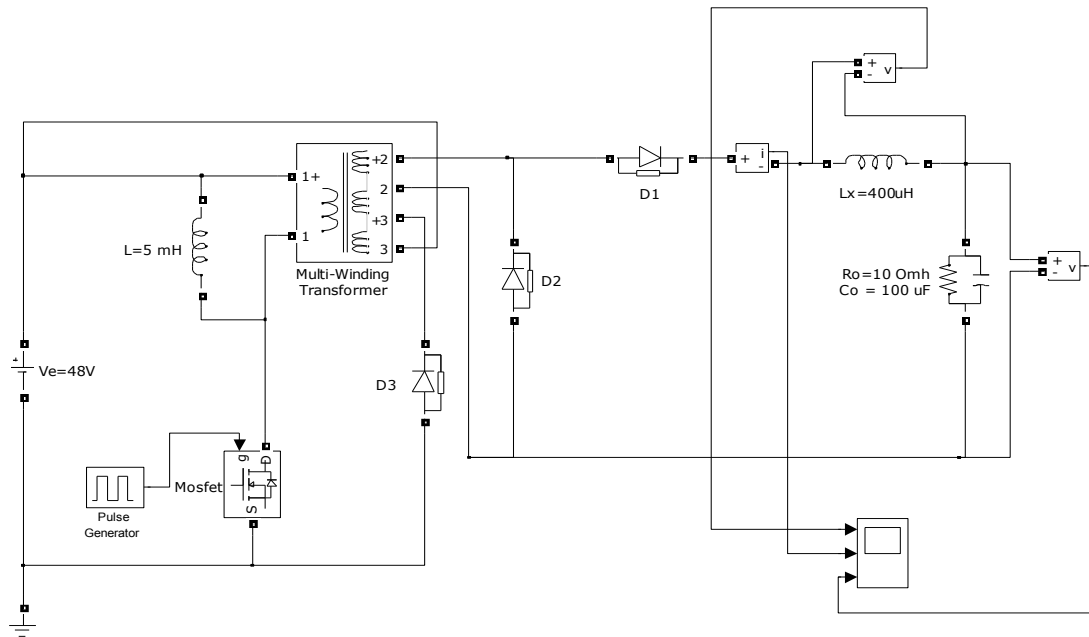 +
v
-
1+
+2
2
+3
3
1
Multi-Winding
Transformer
L=5 mH
D1
+
i
-
Lx=400uH
D2
Ro=10 Omh
Co = 100 uF
+
v
-
+
Ve=48V
D3
g
D
S
Mosfet
Pulse
Generator